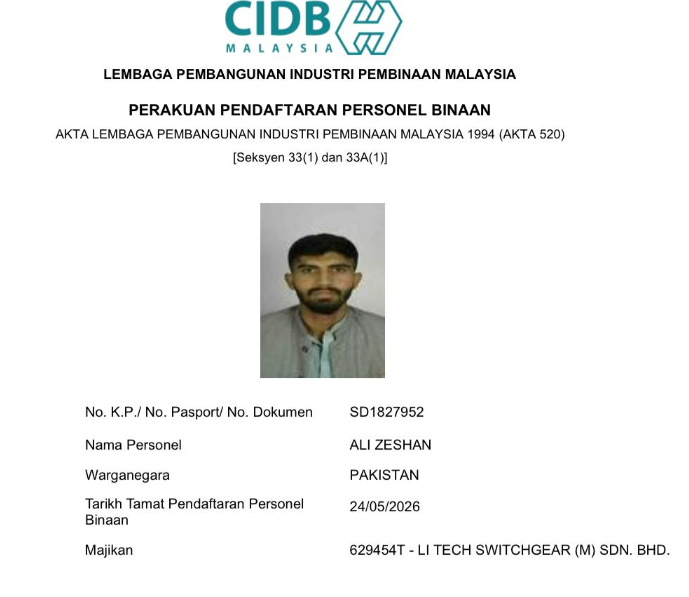 CIDB
MALAYSIA
LEMBAGA PEMBANGUNAN INDUSTRI PEMBINAAN MALAYSIA
PERAKUAN PENDAFTARAN PERSONEL BINAAN
AKTA LEMBAGA PEMBANGUNAN INDUSTRI PEMBINAAN MALAYSIA 1994 (AKTA 520)
[Seksyen 33(1) dan 33A(1)]
No. K.P./ No. Pasport/ No. Dokumen SD1827952
Nama Personel ALI ZESHAN
Warganegara PAKISTAN
Tarikh Tamat Pendaftaran Personel 24/05/2026
Binaan
Majikan 629454T - LI TECH SWITCHGEAR (M) SDN. BHD.